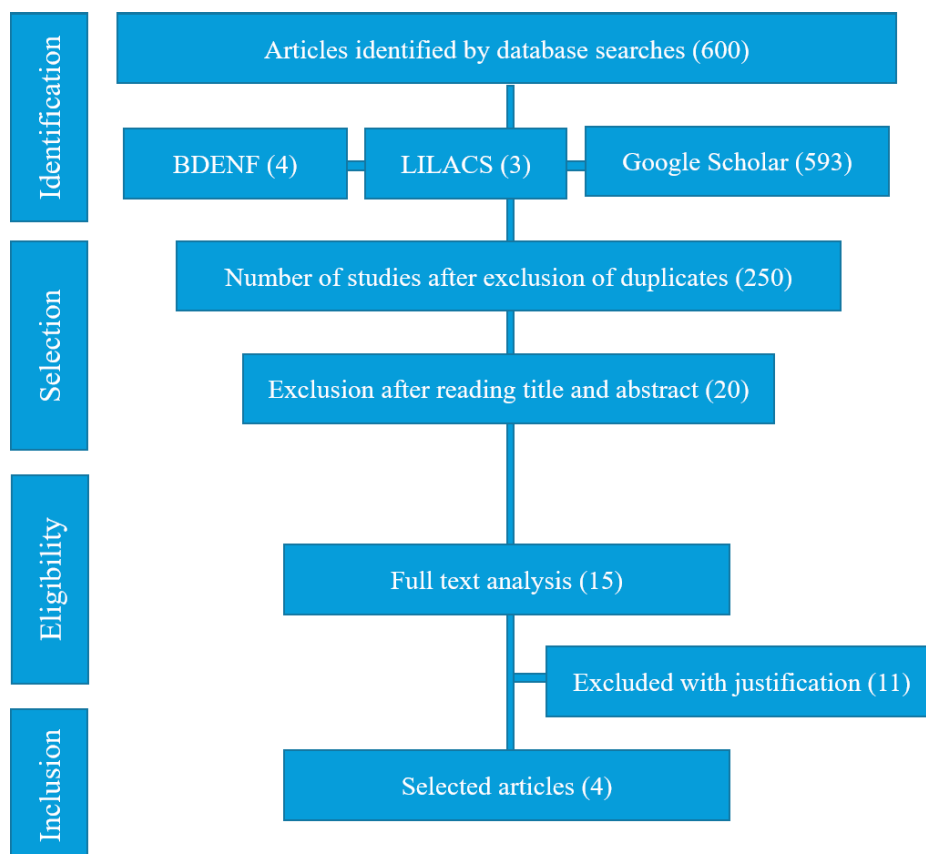 Identification
Articles identified by database searches (600)
BDENF (4)
LILACS (3)
Google Scholar (593)
Selection
Number of studies after exclusion of duplicates (250)
Exclusion after reading title and abstract (20)
Eligibility
Full text analysis (15)
Excluded with justification (11)
Inclusion
Selected articles (4)